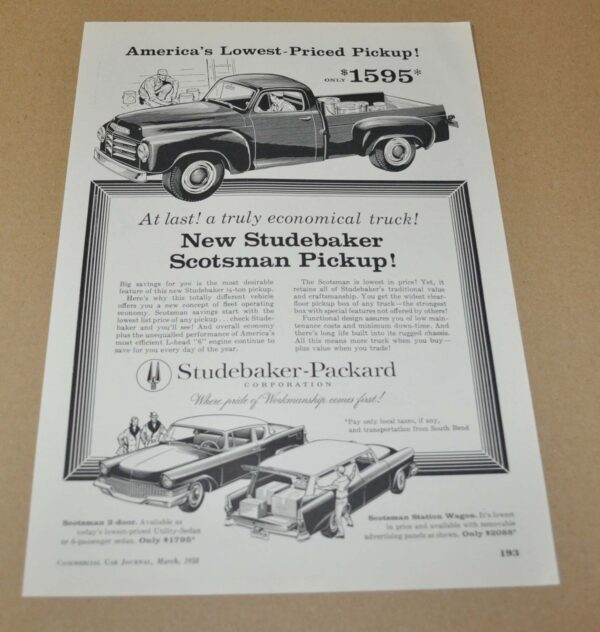 America's Lowest-Priced Pickup!
ONLY $1595*
At last! a truly economical truck!
New Studebaker
Scotsman Pickup!
Big savings for you is the most desirable
feature of this new Studebaker ½-ton pickup.
Here's why this totally different vehicle
offers you a new concept of fleet operating
economy. Scotsman savings start with the
lowest list price of any pickup . . . check Stude-
baker and you'll see! And overall economy
plus the unequalled performance of America's
most efficient L-head "6" engine continue to
save for you every day of the year.
The Scotsman is lowest in price! Yet, it
retains all of Studebaker's traditional value
and craftsmanship. You get the widest clear-
floor pickup box of any truck—the strongest
box with special features not offered by others!
Functional design assures you of low main-
tenance costs and minimum down-time. And
there's long life built into its rugged chassis.
All this means more truck when you buy—
plus value when you trade!
Studebaker-Packard
CORPORATION
Where pride of Workmanship comes first!
*Pay only local taxes, if any,
and transportation from South Bend
Scotsman 2-door. Available as
today's lowest-priced Utility-Sedan
or 6-passenger sedan. Only $1795*
Scotsman Station Wagon. It's lowest
in price and available with removable
advertising panels as shown. Only $2055*
COMMERCIAL CAR JOURNAL, March, 1958
193